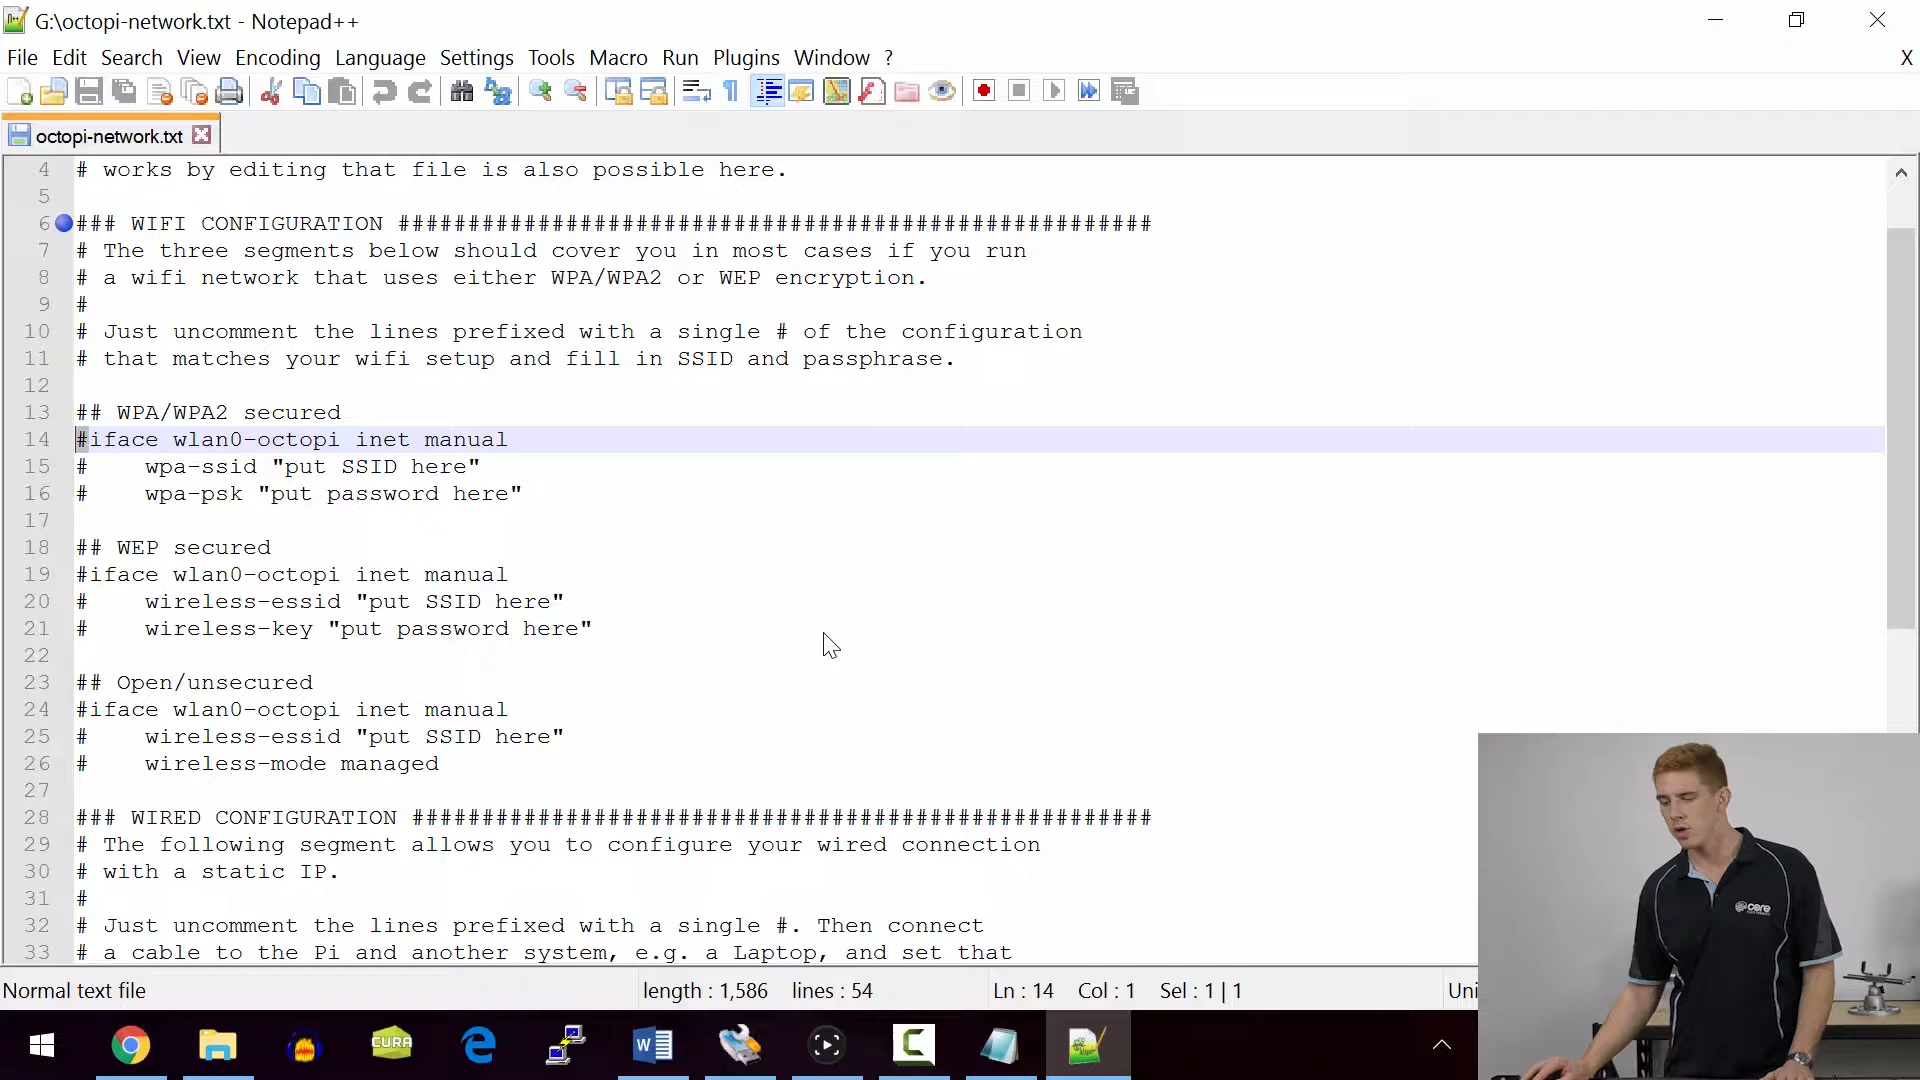 G:\octopi-network.txt - Notepad++
File Edit Search View Encoding Language Settings Tools Macro Run Plugins Window ? X
octopi-network.txt
4 # works by editing that file is also possible here.
5
6 ### WIFI CONFIGURATION ######################################################
7 # The three segments below should cover you in most cases if you run
8 # a wifi network that uses either WPA/WPA2 or WEP encryption.
9 #
10 # Just uncomment the lines prefixed with a single # of the configuration
11 # that matches your wifi setup and fill in SSID and passphrase.
12
13 ## WPA/WPA2 secured
14 #iface wlan0-octopi inet manual
15 #    wpa-ssid "put SSID here"
16 #    wpa-psk "put password here"
17
18 ## WEP secured
19 #iface wlan0-octopi inet manual
20 #    wireless-essid "put SSID here"
21 #    wireless-key "put password here"
22
23 ## Open/unsecured
24 #iface wlan0-octopi inet manual
25 #    wireless-essid "put SSID here"
26 #    wireless-mode managed
27
28 ### WIRED CONFIGURATION #####################################################
29 # The following segment allows you to configure your wired connection
30 # with a static IP.
31 #
32 # Just uncomment the lines prefixed with a single #. Then connect
33 # a cable to the Pi and another system, e.g. a Laptop, and set that
Normal text file length : 1,586 lines : 54 Ln : 14 Col : 1 Sel : 1 | 1 Uni
CURA
core